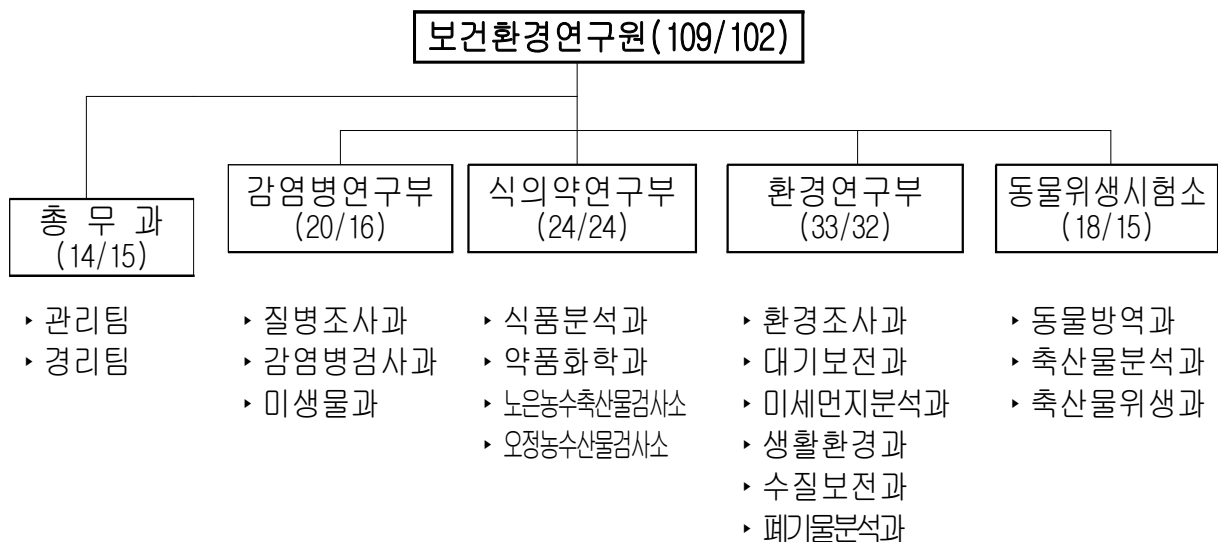 보건환경연구원(109/102)
총 무 과
(14/15)
▸ 관리팀
▸ 경리팀
감염병연구부
(20/16)
▸ 질병조사과
▸ 감염병검사과
▸ 미생물과
식의약연구부
(24/24)
▸ 식품분석과
▸ 약품화학과
▸ 노은농수축산물검사소
▸ 오정농수산물검사소
환경연구부
(33/32)
▸ 환경조사과
▸ 대기보전과
▸ 미세먼지분석과
▸ 생활환경과
▸ 수질보전과
▸ 폐기물분석과
동물위생시험소
(18/15)
▸ 동물방역과
▸ 축산물분석과
▸ 축산물위생과